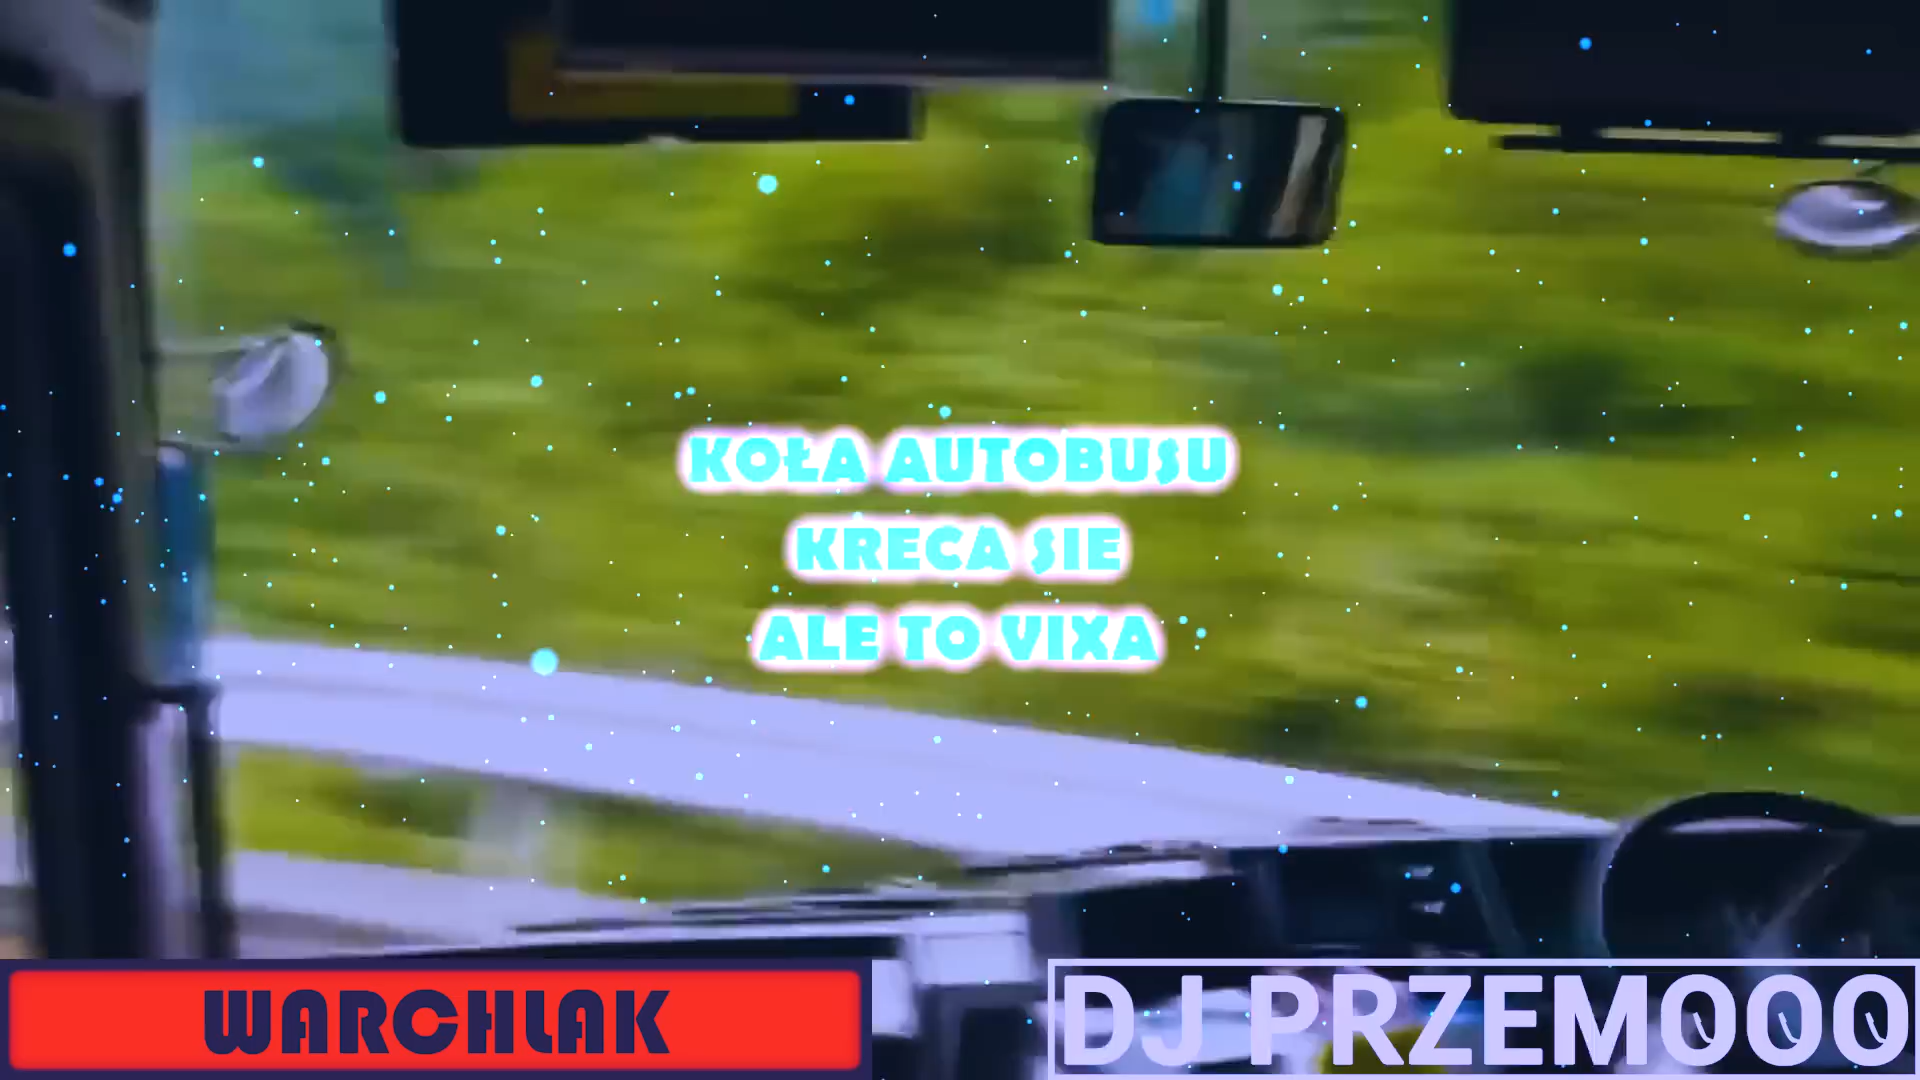 KOŁA AUTOBUSU
KRECA SIE
ALE TO VIXA
WARCHLAK
DJ PRZEMOOO